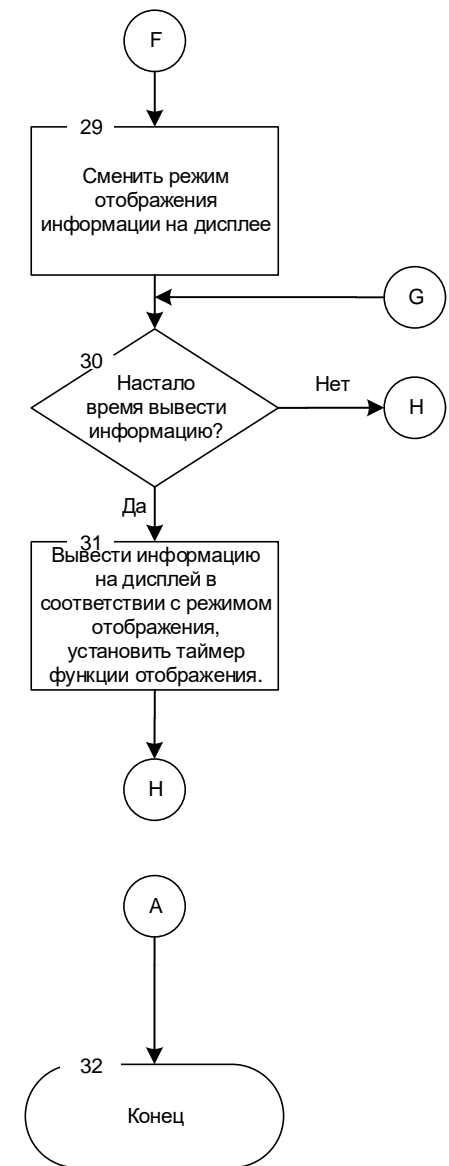 F
29
Сменить режим
отображения
информации на дисплее
G
30
Настало
время вывести
информацию?
Нет
H
Да
31
Вывести информацию
на дисплей в
соответствии с режимом
отображения,
установить таймер
функции отображения.
H
A
32
Конец